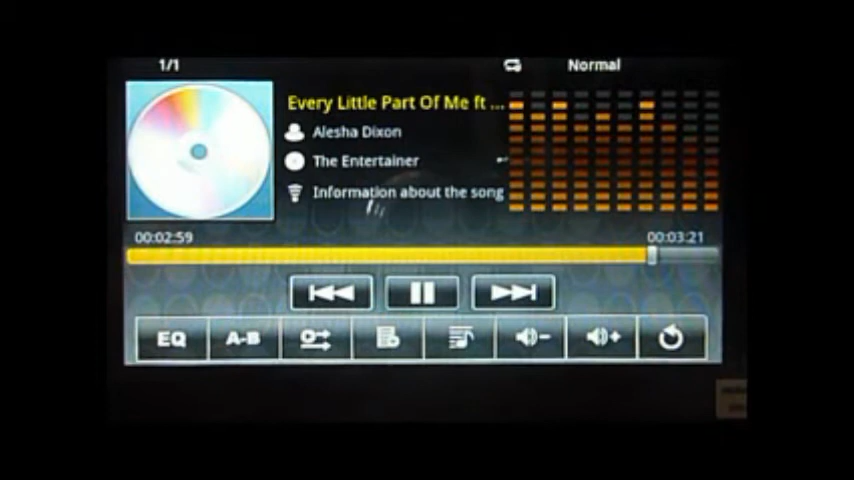 1/1 Normal
Every Little Part Of Me ft ...
Alesha Dixon
The Entertainer
Information about the song
00:02:59 00:03:21
EQ A-B